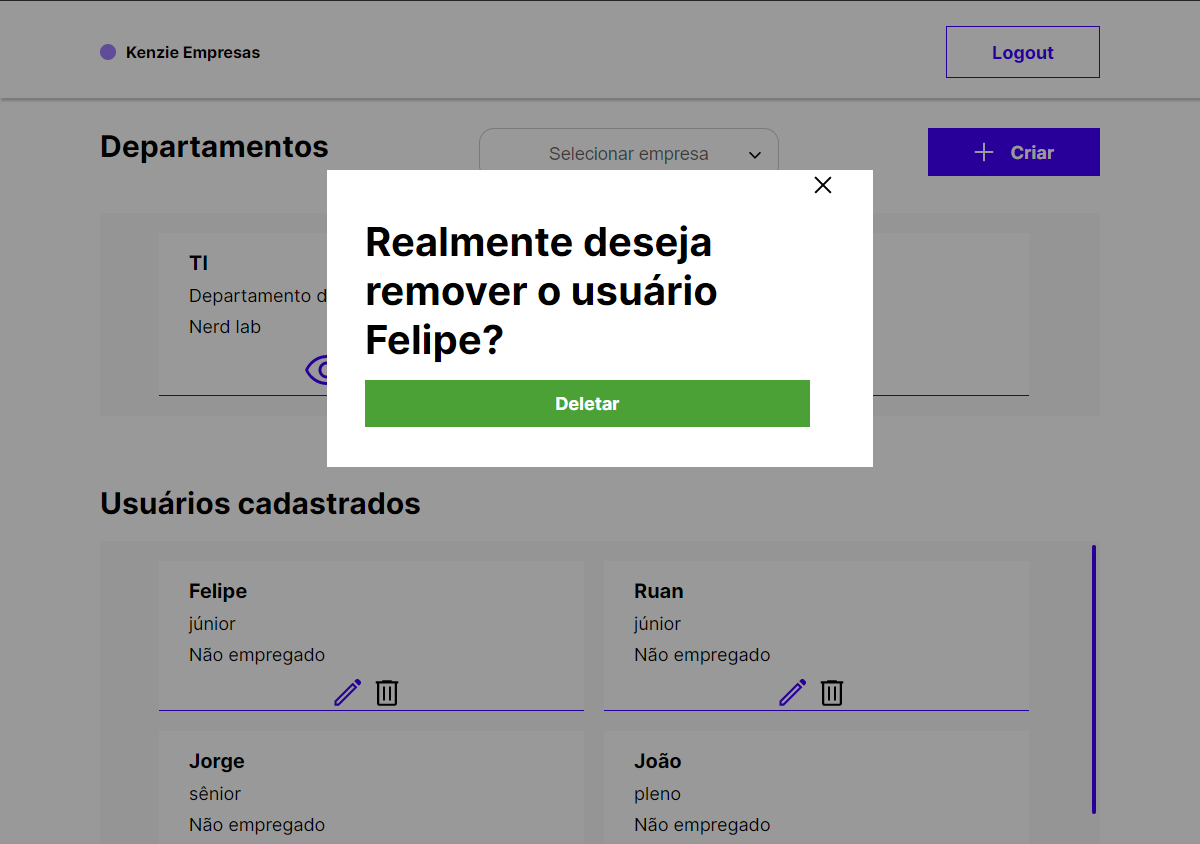 Kenzie Empresas
Logout
Departamentos
Selecionar empresa
Criar
Realmente deseja
remover o usuário
Felipe?
Deletar
TI
Departamento d
Nerd lab
Usuários cadastrados
Felipe
júnior
Não empregado
Ruan
júnior
Não empregado
Jorge
sênior
Não empregado
João
pleno
Não empregado